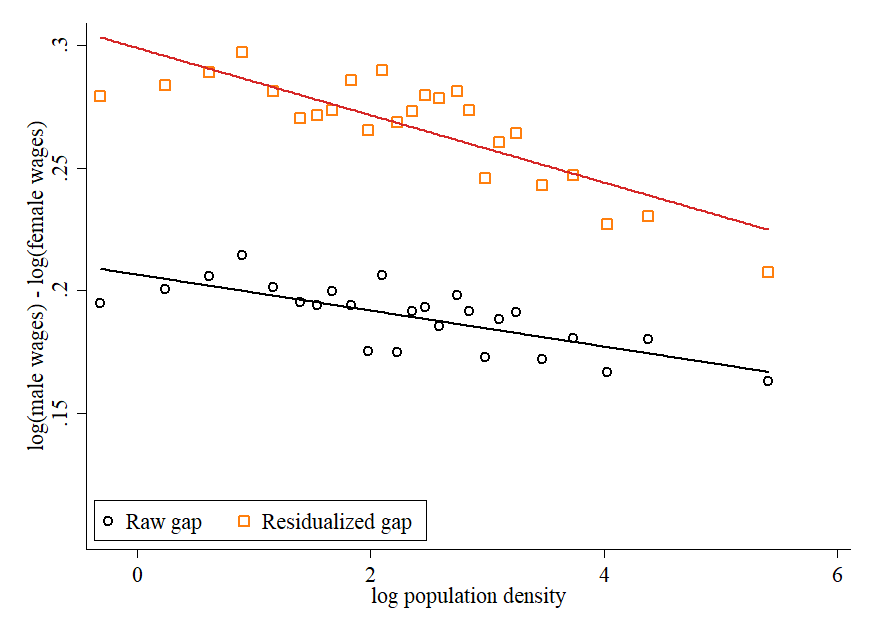 log(male wages) - log(female wages)
.3
.25
.2
.15
Raw gap
Residualized gap
0
2
4
6
log population density